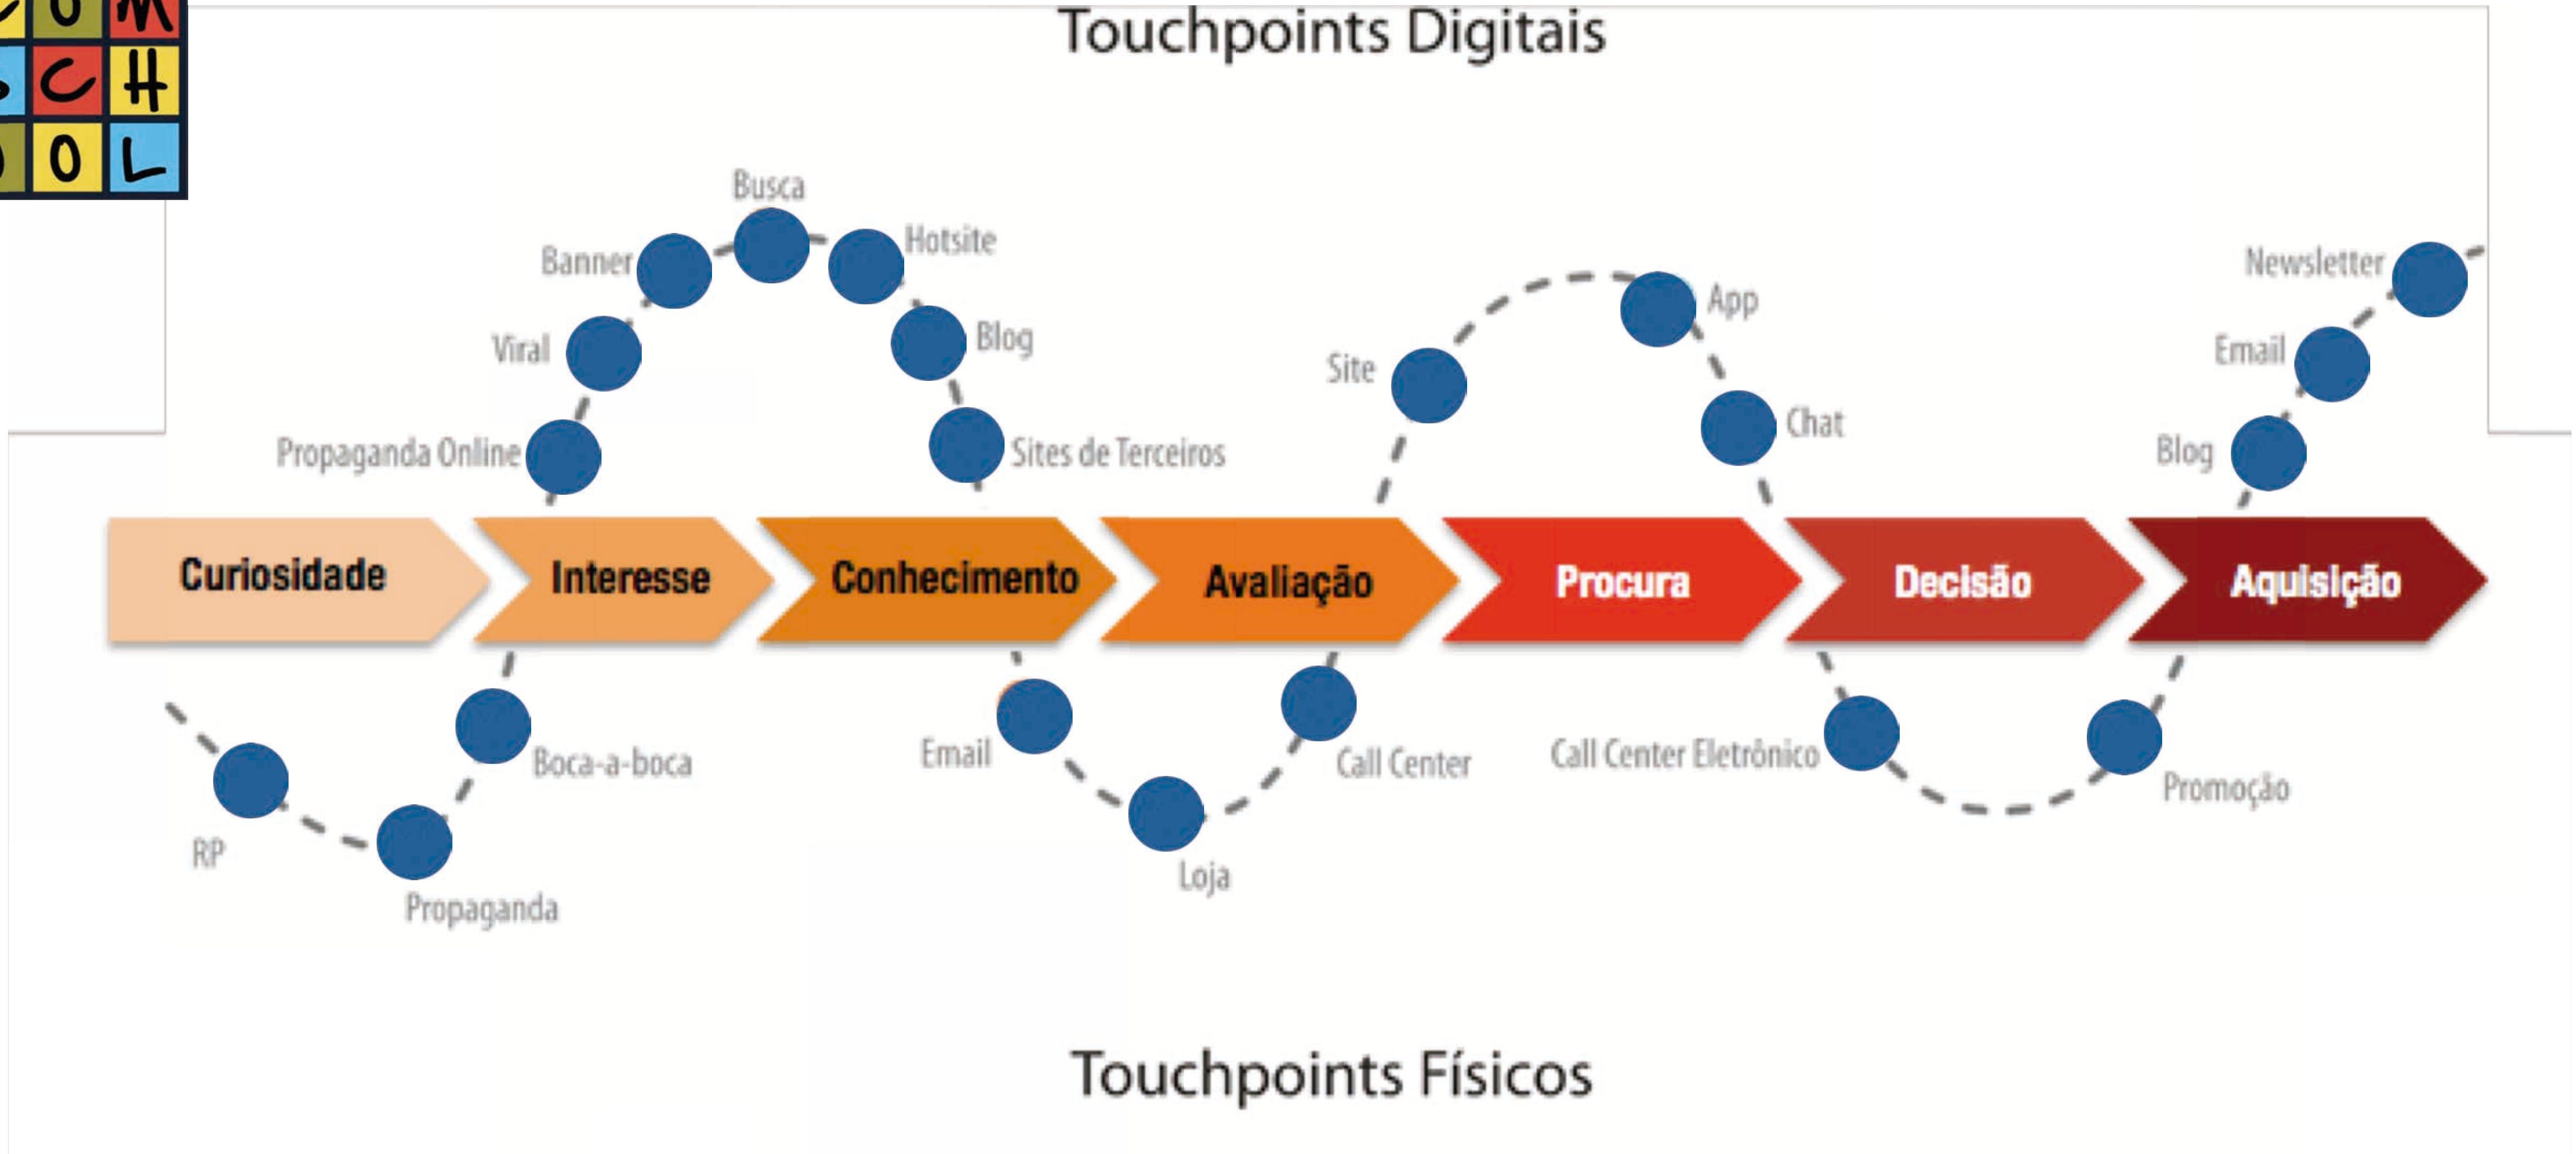 M
C H
O L
Touchpoints Digitais
Busca
Banner
Hotsite
Viral
Blog
Propaganda Online
Sites de Terceiros
Site
App
Chat
Newsletter
Email
Blog
Curiosidade
Interesse
Conhecimento
Avaliação
Procura
Decisão
Aquisição
RP
Propaganda
Boca-a-boca
Email
Loja
Call Center
Call Center Eletrônico
Promoção
Touchpoints Físicos